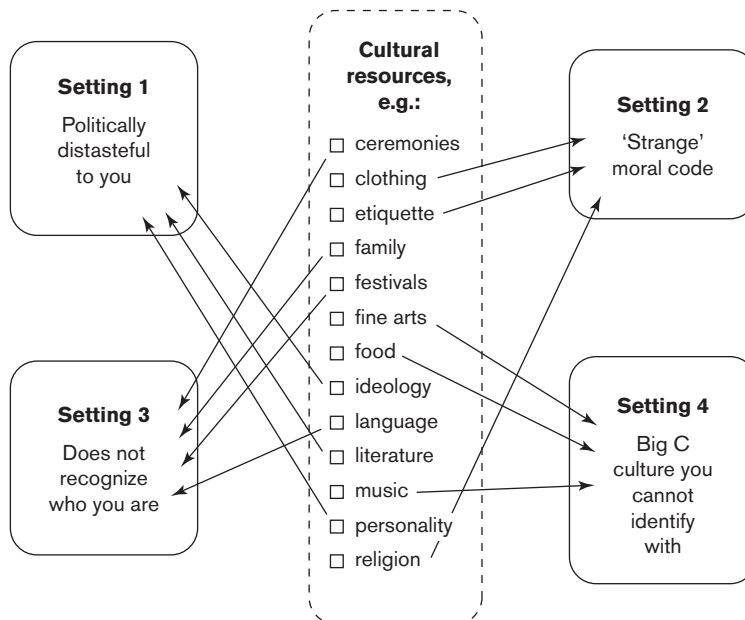 Setting 1
Politically
distasteful
to you
Cultural
resources,
e.g.:
ceremonies
clothing
etiquette
family
festivals
fine arts
food
ideology
language
literature
music
personality
religion
Setting 2
‘Strange’
moral code
Setting 3
Does not
recognize
who you are
Setting 4
Big C
culture you
cannot
identify
with